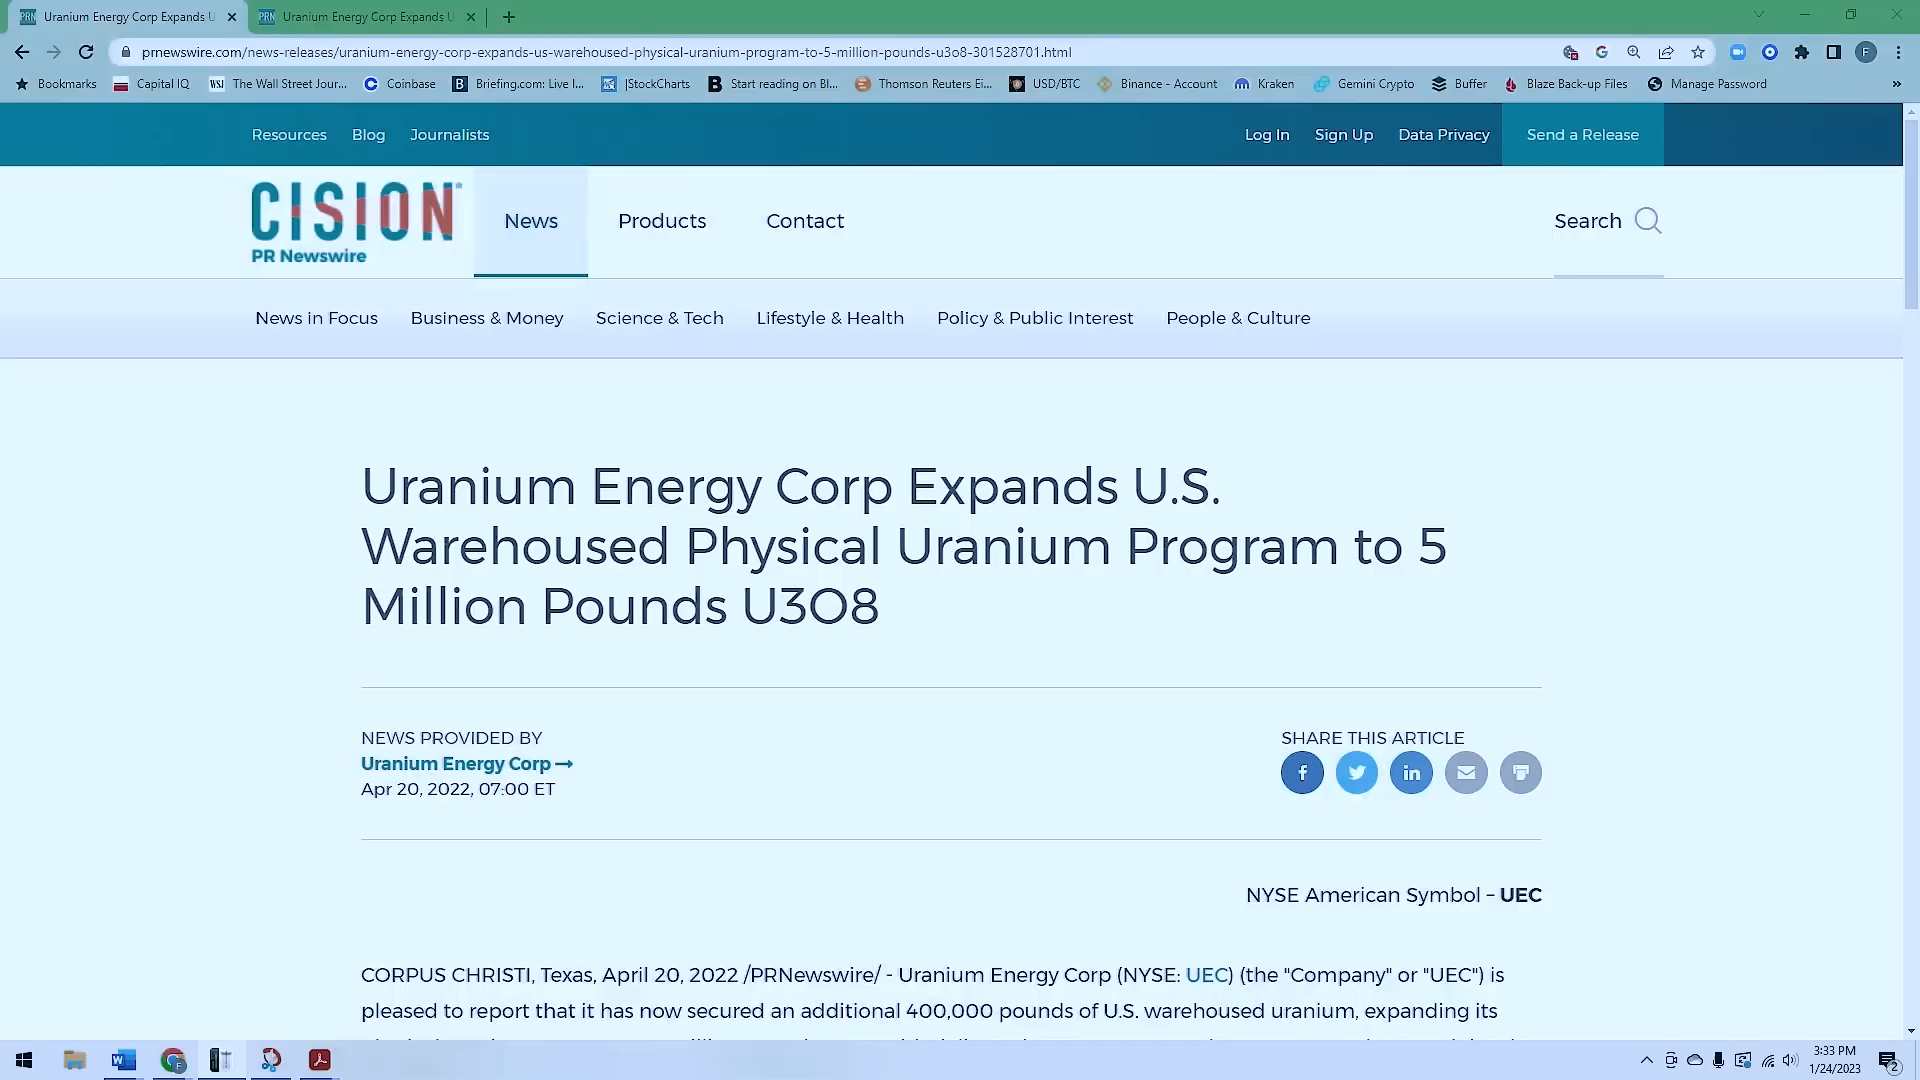 Uranium Energy Corp Expands U
Uranium Energy Corp Expands U
prnewswire.com/news-releases/uranium-energy-corp-expands-us-warehoused-physical-uranium-program-to-5-million-pounds-u3o8-301528701.html
F
Bookmarks Capital IQ The Wall Street Jour... Coinbase Briefing.com: Live I... |StockCharts Start reading on Bl... Thomson Reuters Ei... USD/BTC Binance - Account Kraken Gemini Crypto Buffer Blaze Back-up Files Manage Password »
Resources Blog Journalists Log In Sign Up Data Privacy Send a Release
CISION
PR Newswire
News Products Contact Search
News in Focus Business & Money Science & Tech Lifestyle & Health Policy & Public Interest People & Culture
Uranium Energy Corp Expands U.S.
Warehoused Physical Uranium Program to 5
Million Pounds U3O8
NEWS PROVIDED BY SHARE THIS ARTICLE
Uranium Energy Corp →
Apr 20, 2022, 07:00 ET
NYSE American Symbol – UEC
CORPUS CHRISTI, Texas, April 20, 2022 /PRNewswire/ - Uranium Energy Corp (NYSE: UEC) (the "Company" or "UEC") is
pleased to report that it has now secured an additional 400,000 pounds of U.S. warehoused uranium, expanding its
3:33 PM
1/24/2023
2